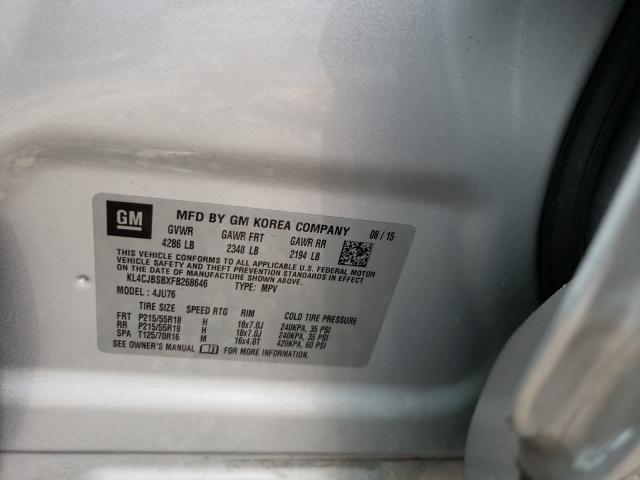 GM MFD BY GM KOREA COMPANY 08 / 15
GVWR GAWR FRT GAWR RR
4286 LB 2348 LB 2194 LB
THIS VEHICLE CONFORMS TO ALL APPLICABLE U.S. FEDERAL MOTOR
VEHICLE SAFETY, BUMPER, AND THEFT PREVENTION STANDARDS IN EFFECT
ON THE DATE OF MANUFACTURE SHOWN ABOVE.
KL4CJBSBXFB268646 TYPE: MPV
MODEL : 4JU76
TIRE SIZE SPEED RTG RIM COLD TIRE PRESSURE
FRT P215/55R18 H 18x7.0J 240KPA, 35 PSI
RR P215/55R18 H 18x7.0J 240KPA, 35 PSI
SPA T125/70R16 M 16x4.0T 420KPA, 60 PSI
SEE OWNER'S MANUAL FOR MORE INFORMATION.